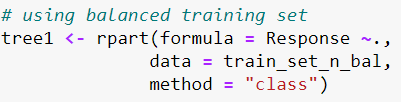 # using balanced training set
tree1 <- rpart(formula = Response ~.,
               data = train_set_n_bal,
               method = "class")